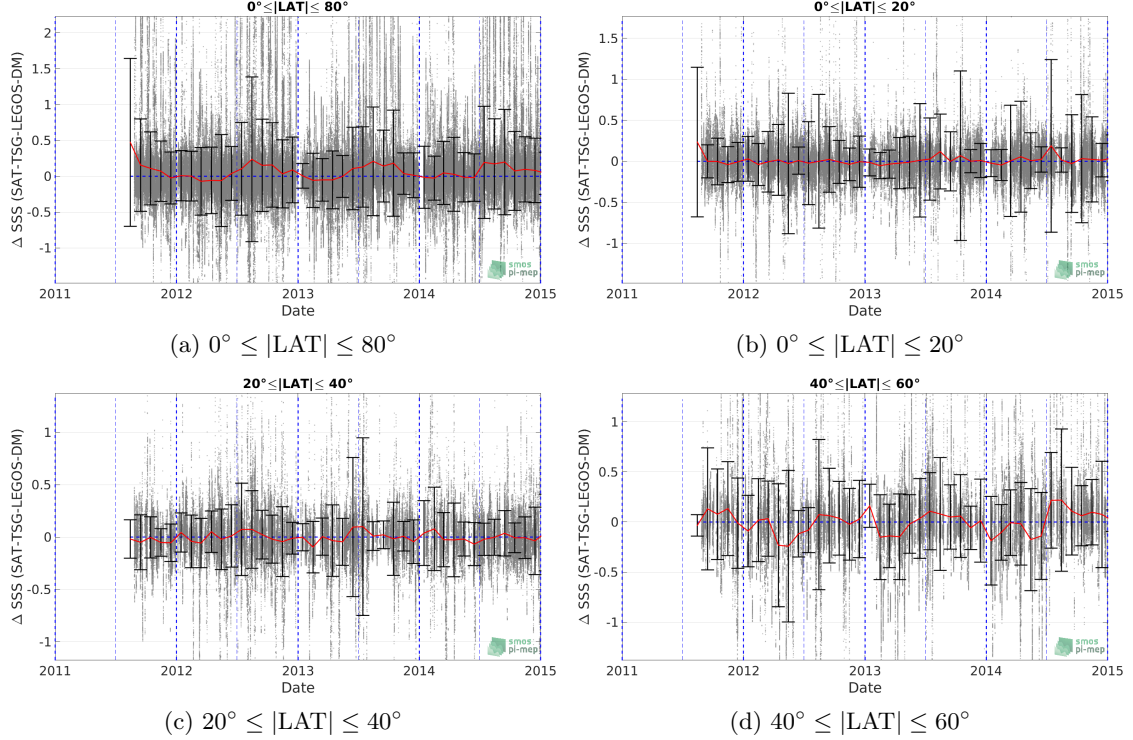 0°≤|LAT|≤ 80°
Δ SSS (SAT-TSG-LEGOS-DM)
2
1.5
1
0.5
0
-0.5
-1
2011 2012 2013 2014 2015
Date
smos
pi-mep
(a) 0° ≤ |LAT| ≤ 80°
0°≤|LAT|≤ 20°
Δ SSS (SAT-TSG-LEGOS-DM)
1.5
1
0.5
0
-0.5
-1
2011 2012 2013 2014 2015
Date
smos
pi-mep
(b) 0° ≤ |LAT| ≤ 20°
20°≤|LAT|≤ 40°
Δ SSS (SAT-TSG-LEGOS-DM)
1
0.5
0
-0.5
-1
2011 2012 2013 2014 2015
Date
smos
pi-mep
(c) 20° ≤ |LAT| ≤ 40°
40°≤|LAT|≤ 60°
Δ SSS (SAT-TSG-LEGOS-DM)
1
0.5
0
-0.5
-1
2011 2012 2013 2014 2015
Date
smos
pi-mep
(d) 40° ≤ |LAT| ≤ 60°